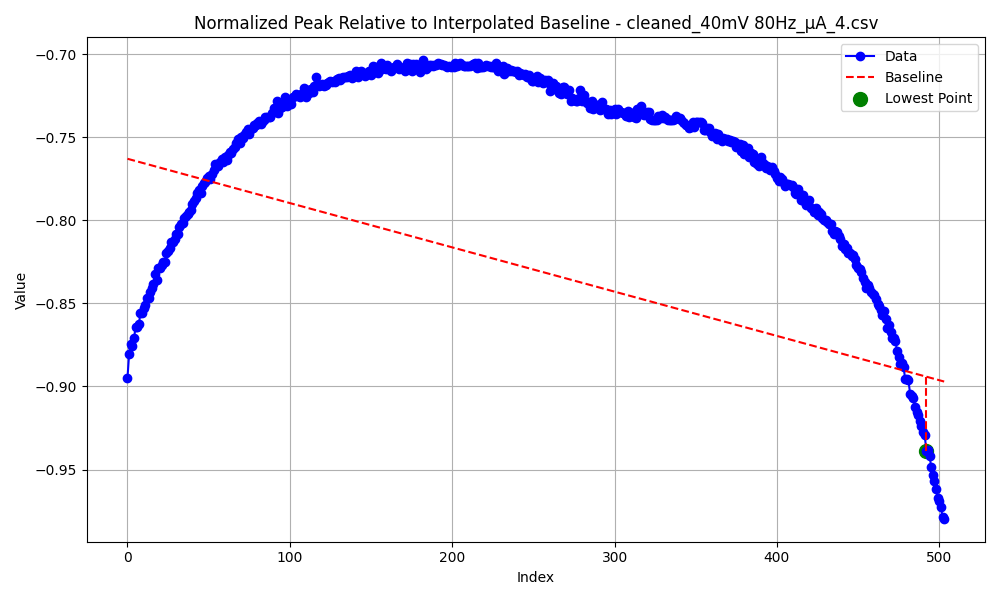 Normalized Peak Relative to Interpolated Baseline - cleaned_40mV 80Hz_μA_4.csv
Data
Baseline
Lowest Point
Value
−0.70
−0.75
−0.80
−0.85
−0.90
−0.95
0
100
200
300
400
500
Index